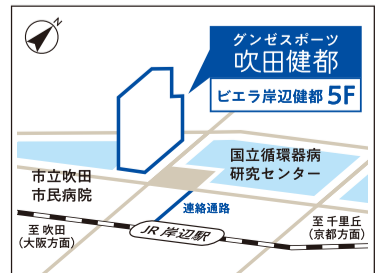 N
グンゼスポーツ
吹田健都
ビエラ岸辺健都 5F
市立吹田
市民病院
国立循環器病
研究センター
連絡通路
至 吹田
(大阪方面)
JR 岸辺駅
至 千里丘
(京都方面)